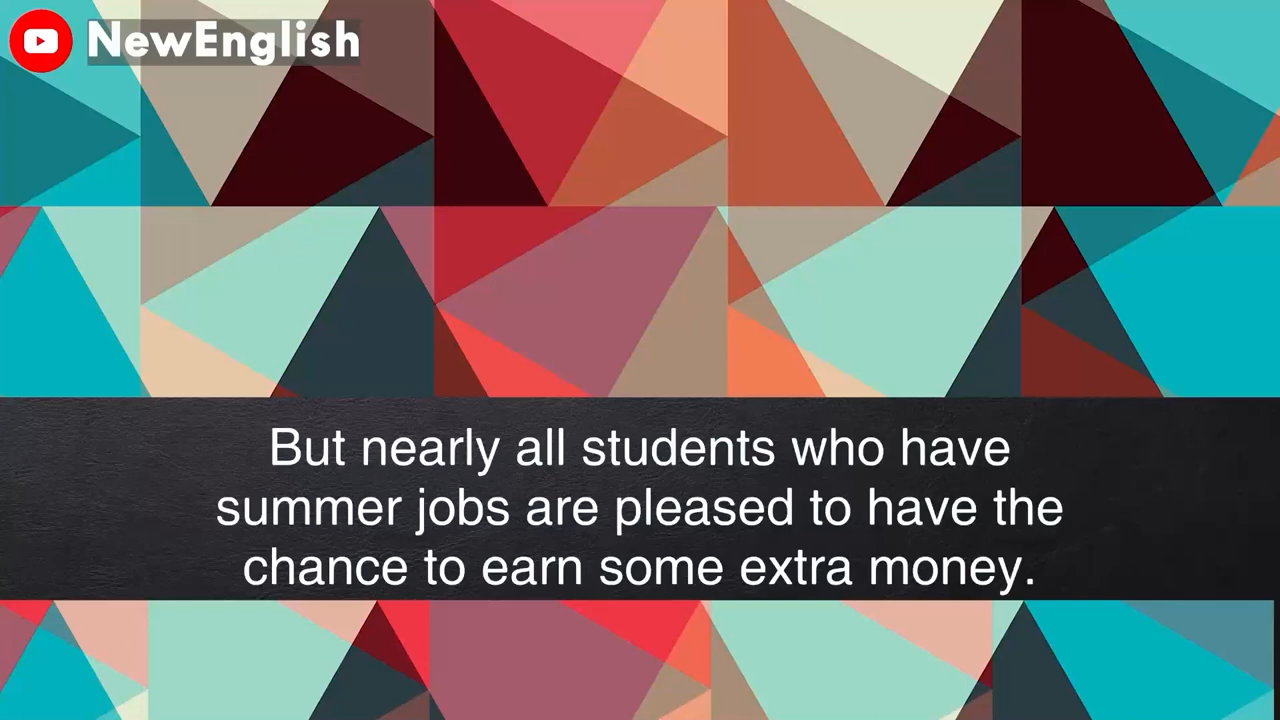 NewEnglish
But nearly all students who have
summer jobs are pleased to have the
chance to earn some extra money.